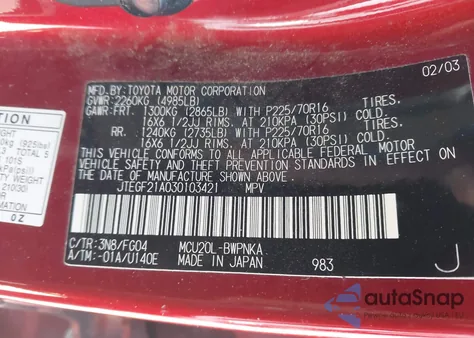 02/03
MFD.BY:TOYOTA MOTOR CORPORATION
GVWR:2260KG (4985LB)
GAWR:FRT. 1300KG (2865LB) WITH P225/70R16 TIRES.
16X6 1/2JJ RIMS, AT 210KPA (30PSI) COLD
RR. 1240KG (2735LB) WITH P225/70R16 TIRES.
16X6 1/2JJ RIMS, AT 210KPA (30PSI) COLD
THIS VEHICLE CONFORMS TO ALL APPLICABLE FEDERAL MOTOR
VEHICLE SAFETY AND THEFT PREVENTION STANDARDS IN EFFECT ON
THE DATE OF MANUFACTURE SHOWN ABOVE.
JTEGF21A030103421 MPV
C/TR: 3N8/FG04 MCU20L-BWPNKA
A/TM: -01A/U140E MADE IN JAPAN 983 J
autoSnap